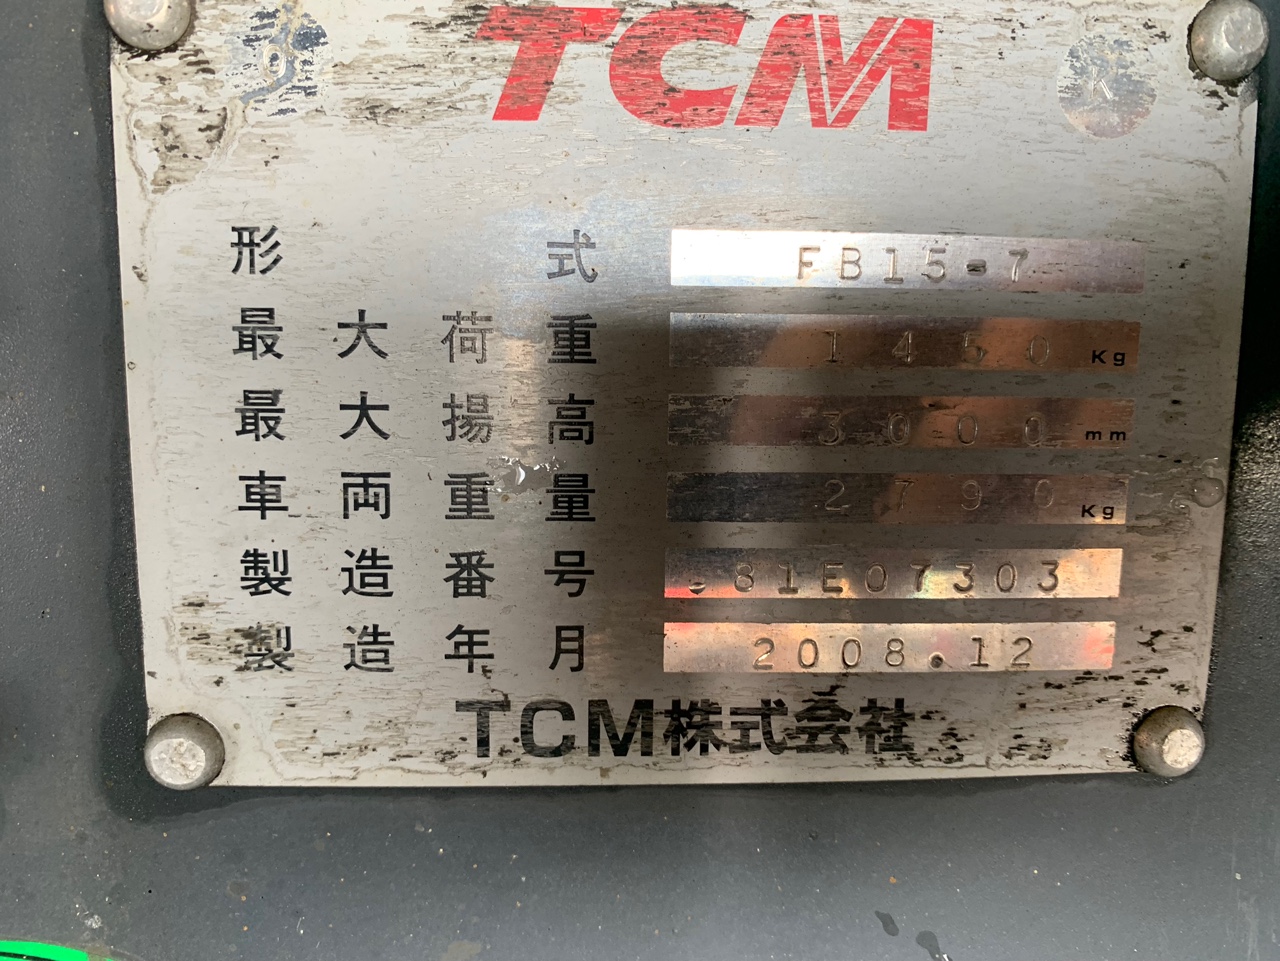 TCM
O K
形式 FB15-7
最大荷重 1450 Kg
最大揚高 3000 mm
車両重量 2790 Kg
製造番号 81E07303
製造年月 2008.12
TCM株式会社